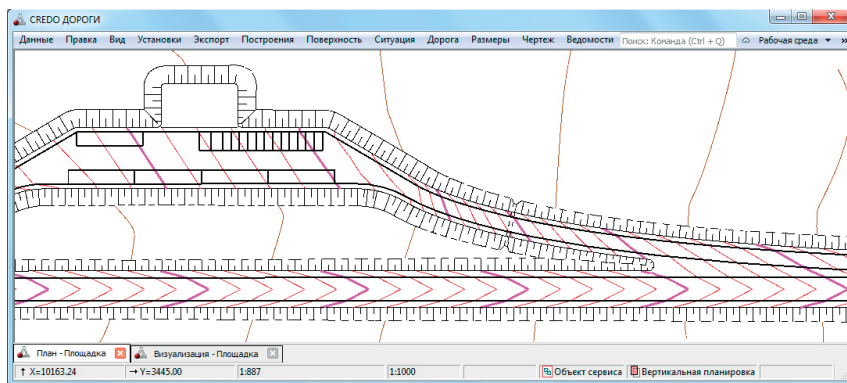 CREDO ДОРОГИ
Данные Правка Вид Установки Экспорт Построения Поверхность Ситуация Дорога Размеры Чертеж Ведомости Поиск: Команда (Ctrl + Q) Рабочая среда »
План - Площадка Визуализация - Площадка
↑ X=10163.24 → Y=3445.00 1:887 1:1000 Объект сервиса Вертикальная планировка